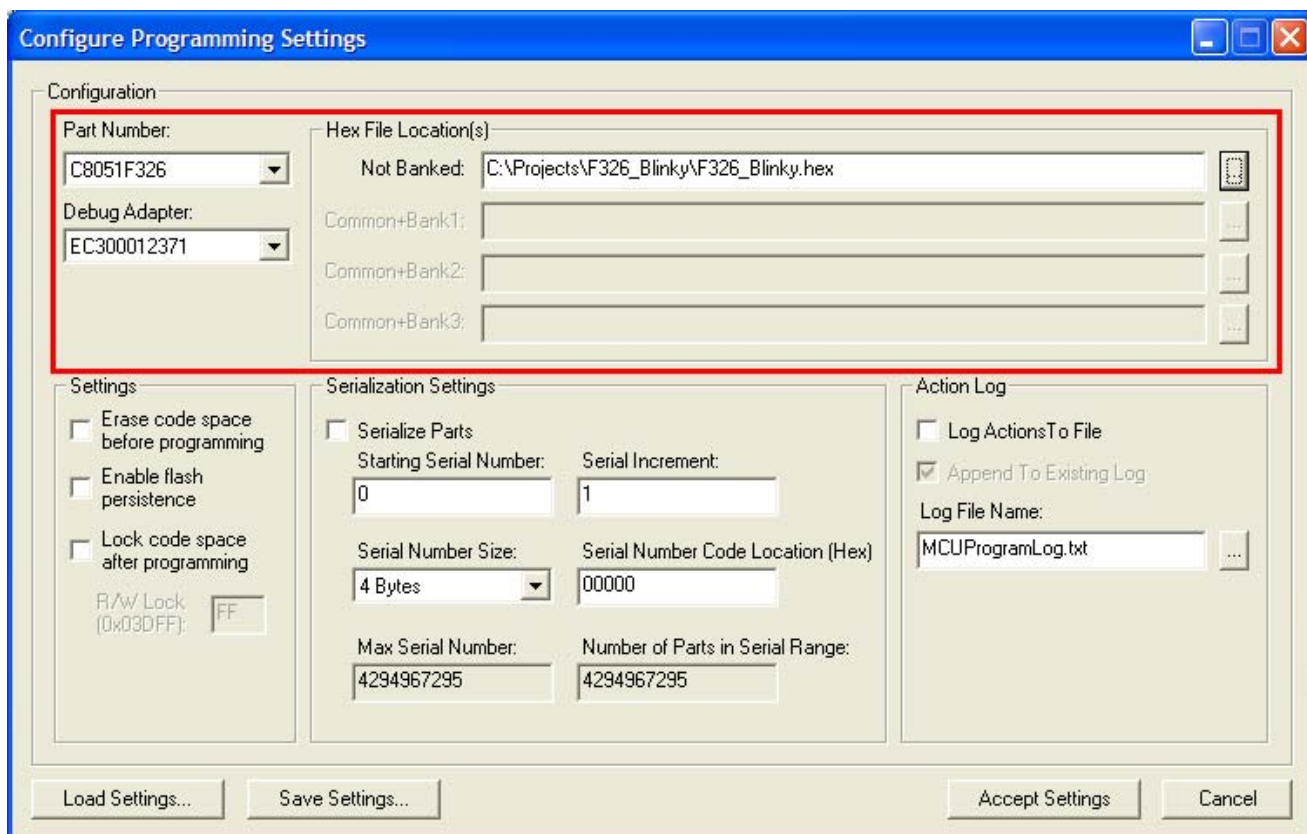 Configure Programming Settings
Configuration
Part Number:
C8051F326
Debug Adapter:
EC300012371
Hex File Location(s)
Not Banked: C:\Projects\F326_Blinky\F326_Blinky.hex ...
Common+Bank1: ...
Common+Bank2: ...
Common+Bank3: ...
Settings
Erase code space
before programming
Enable flash
persistence
Lock code space
after programming
R/W Lock
(0x03DFF): FF
Serialization Settings
Serialize Parts
Starting Serial Number: Serial Increment:
0 1
Serial Number Size: Serial Number Code Location (Hex)
4 Bytes 00000
Max Serial Number: Number of Parts in Serial Range:
4294967295 4294967295
Action Log
Log ActionsTo File
Append To Existing Log
Log File Name:
MCUProgramLog.txt ...
Load Settings... Save Settings... Accept Settings Cancel